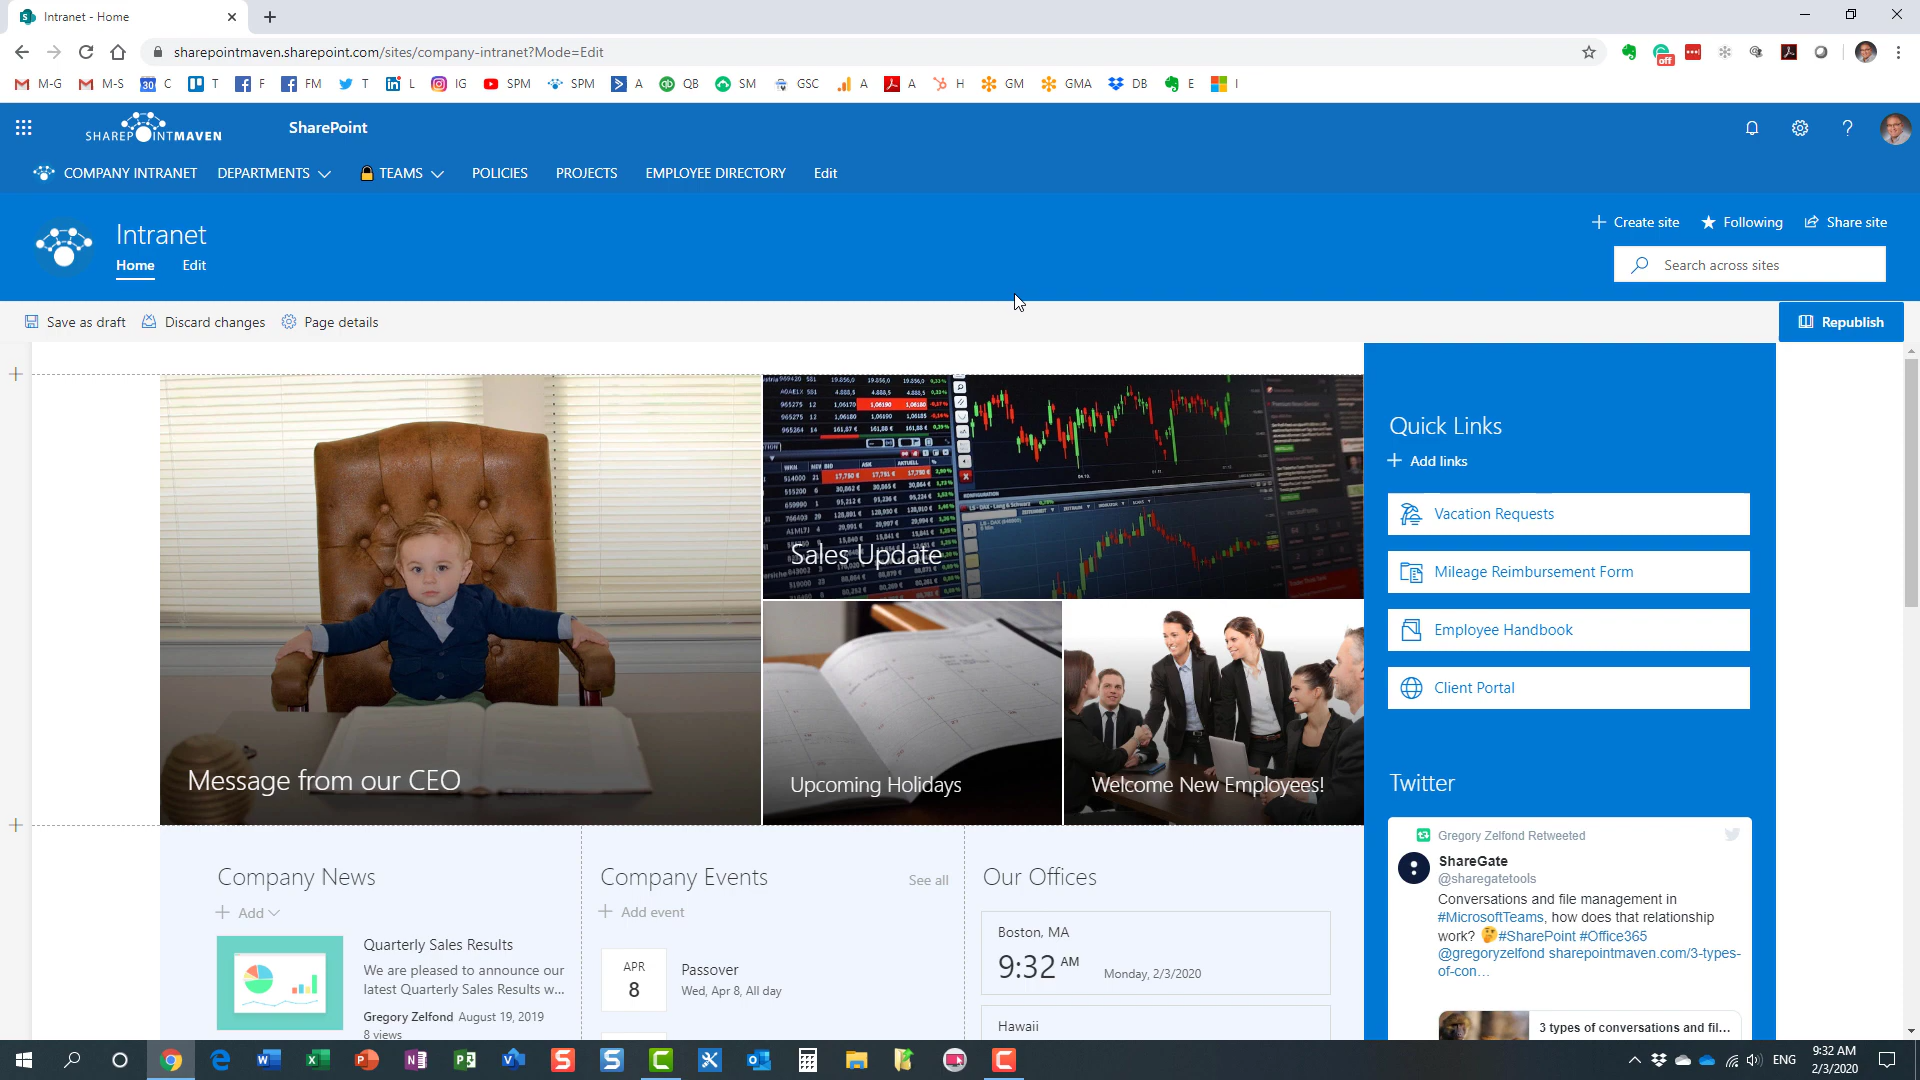 Intranet - Home
sharepointmaven.sharepoint.com/sites/company-intranet?Mode=Edit
off
M-G M-S 30 C T F FM T L IG SPM SPM A QB SM GSC A A H GM GMA DB E I
SHAREPOINTMAVEN
SharePoint
COMPANY INTRANET DEPARTMENTS TEAMS POLICIES PROJECTS EMPLOYEE DIRECTORY Edit
Intranet
Home Edit
Create site Following Share site
Search across sites
Save as draft Discard changes Page details
Republish
Message from our CEO
Sales Update
Upcoming Holidays
Welcome New Employees!
Quick Links
Add links
Vacation Requests
Mileage Reimbursement Form
Employee Handbook
Client Portal
Twitter
Gregory Zelfond Retweeted
ShareGate
@sharegatetools
Conversations and file management in
#MicrosoftTeams, how does that relationship
work? 🤔#SharePoint #Office365
@gregoryzelfond sharepointmaven.com/3-types-
of-con…
3 types of conversations and fil...
Company News
Add
Quarterly Sales Results
We are pleased to announce our
latest Quarterly Sales Results w...
Gregory Zelfond August 19, 2019
8 views
Company Events
See all
Add event
APR
8
Passover
Wed, Apr 8, All day
Our Offices
Boston, MA
9:32 AM
Monday, 2/3/2020
Hawaii
ENG
9:32 AM
2/3/2020